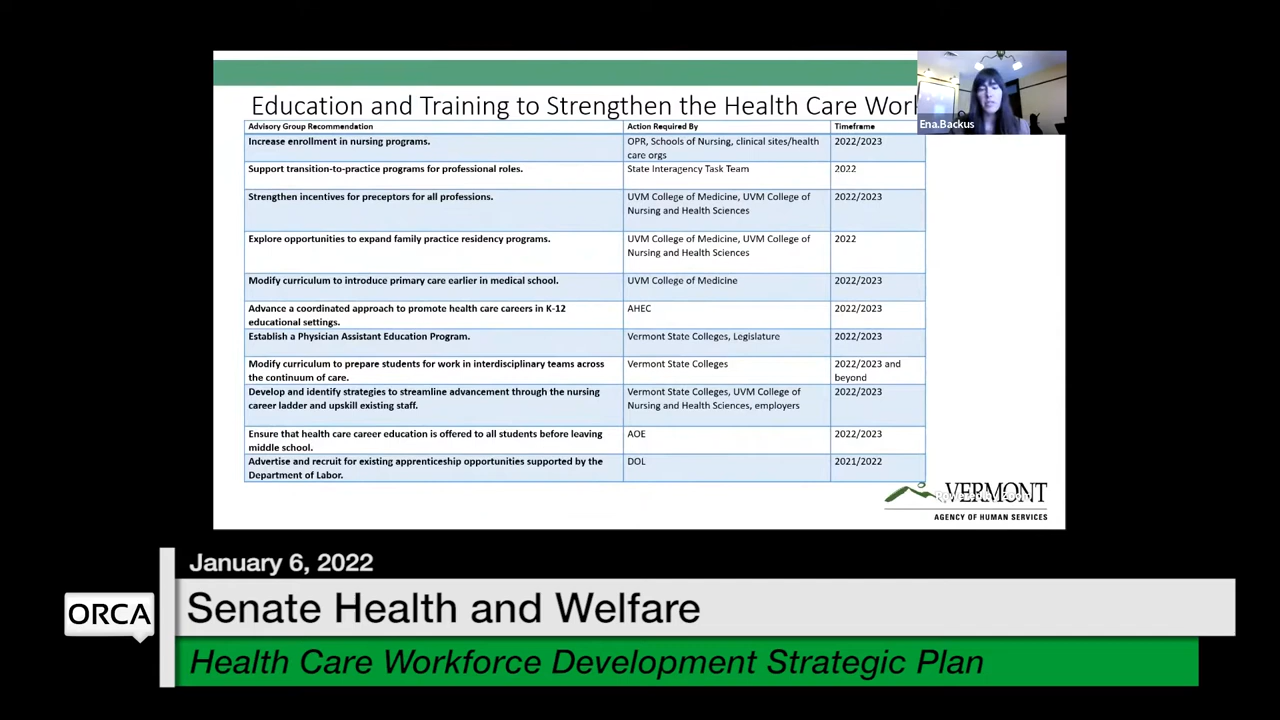 Education and Training to Strengthen the Health Care Work
Ena.Backus
Advisory Group Recommendation Action Required By Timeframe
Increase enrollment in nursing programs. OPR, Schools of Nursing, clinical sites/health 2022/2023
care orgs
Support transition-to-practice programs for professional roles. State Interagency Task Team 2022
Strengthen incentives for preceptors for all professions. UVM College of Medicine, UVM College of 2022/2023
Nursing and Health Sciences
Explore opportunities to expand family practice residency programs. UVM College of Medicine, UVM College of 2022
Nursing and Health Sciences
Modify curriculum to introduce primary care earlier in medical school. UVM College of Medicine 2022/2023
Advance a coordinated approach to promote health care careers in K-12 AHEC 2022/2023
educational settings.
Establish a Physician Assistant Education Program. Vermont State Colleges, Legislature 2022/2023
Modify curriculum to prepare students for work in interdisciplinary teams across Vermont State Colleges 2022/2023 and
the continuum of care. beyond
Develop and identify strategies to streamline advancement through the nursing Vermont State Colleges, UVM College of 2022/2023
career ladder and upskill existing staff. Nursing and Health Sciences, employers
Ensure that health care career education is offered to all students before leaving AOE 2022/2023
middle school.
Advertise and recruit for existing apprenticeship opportunities supported by the DOL 2021/2022
Department of Labor.
VERMONT
AGENCY OF HUMAN SERVICES
January 6, 2022
ORCA
Senate Health and Welfare
Health Care Workforce Development Strategic Plan